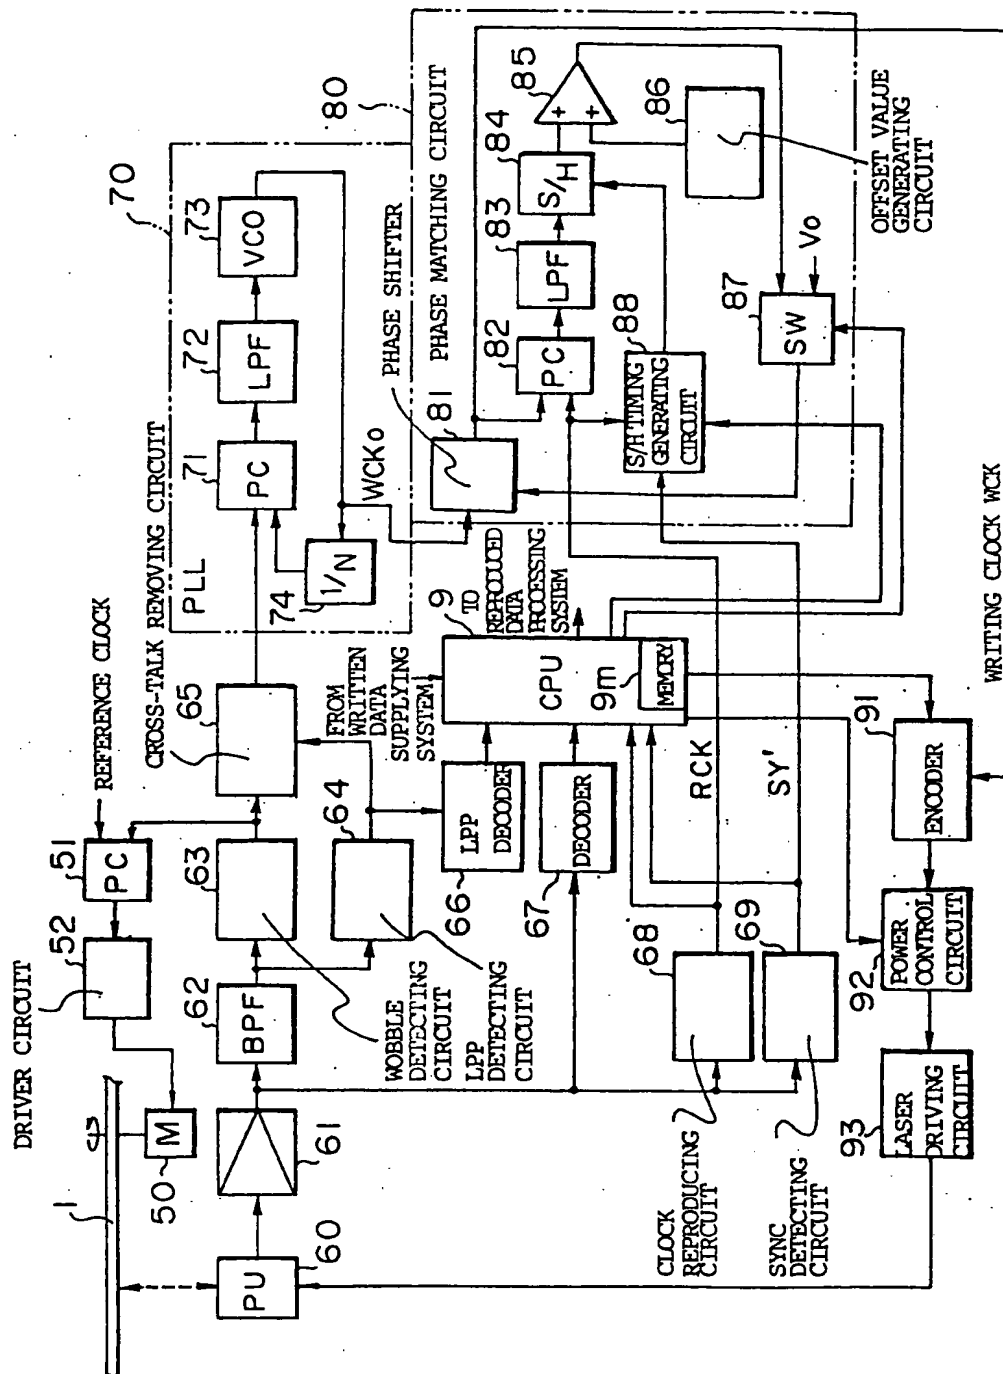 1
DRIVER CIRCUIT
52
51
PC
REFERENCE CLOCK
M
50
CROSS-TALK REMOVING CIRCUIT
65
70
PLL
71
PC
72
LPF
73
VCO
74
1/N
WCKo
80
PHASE MATCHING CIRCUIT
PHASE SHIFTER
81
82
PC
83
LPF
84
S/H
85
+
+
86
OFFSET VALUE
GENERATING
CIRCUIT
87
SW
Vo
88
S/H TIMING
GENERATING
CIRCUIT
PU
60
61
62
BPF
63
64
WOBBLE
DETECTING
CIRCUIT
LPP
DETECTING
CIRCUIT
FROM
WRITTEN
DATA
SUPPLYING
SYSTEM
66
LPP
DECODER
67
DECODER
9
CPU
9m
MEMORY
TO
REPRODUCED
DATA
PROCESSING
SYSTEM
RCK
SY'
68
69
CLOCK
REPRODUCING
CIRCUIT
SYNC
DETECTING
CIRCUIT
91
ENCODER
92
POWER
CONTROL
CIRCUIT
93
LASER
DRIVING
CIRCUIT
WRITING CLOCK WCK